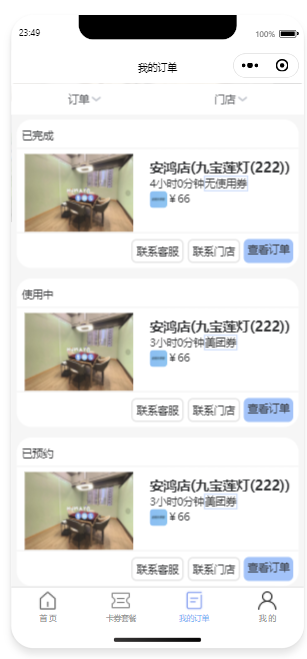 23:49
100%
我的订单
订单
门店
已完成
安鸿店(九宝莲灯(222))
4小时0分钟无使用券
￥66
联系客服 联系门店 查看订单
使用中
安鸿店(九宝莲灯(222))
3小时0分钟美团券
￥66
联系客服 联系门店 查看订单
已预约
安鸿店(九宝莲灯(222))
3小时0分钟美团券
￥66
联系客服 联系门店 查看订单
首页 卡券套餐 我的订单 我的